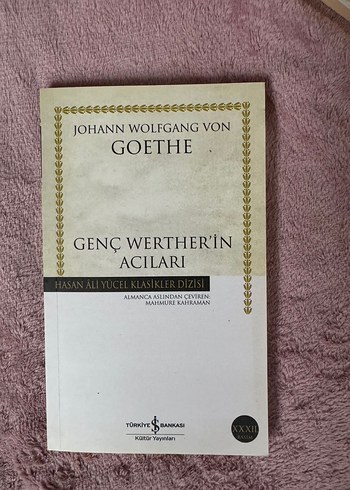 JOHANN WOLFGANG VON
GOETHE
GENÇ WERTHER'İN
ACILARI
HASAN ÂLİ YÜCEL KLASİKLER DİZİSİ
ALMANCA ASLINDAN ÇEVİREN:
MAHMURE KAHRAMAN
TÜRKİYE İŞ BANKASI
Kültür Yayınları
XXXII.